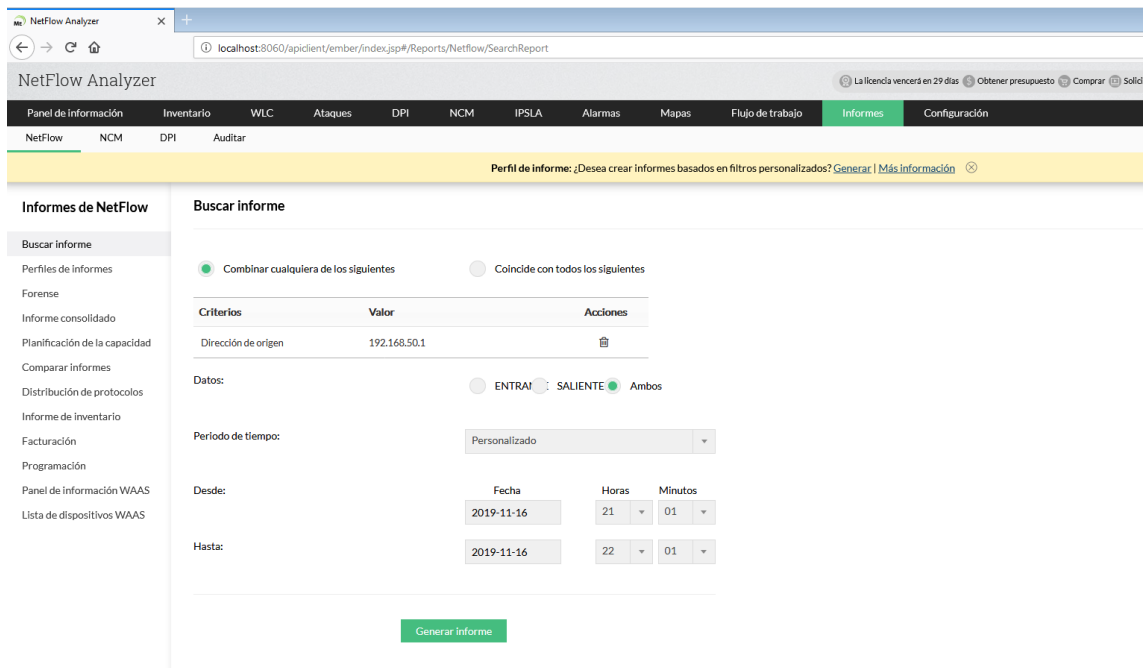 NetFlow Analyzer
localhost:8060/apiclient/ember/index.jsp#/Reports/Netflow/SearchReport
NetFlow Analyzer
La licencia vencerá en 29 días Obtener presupuesto Comprar
Panel de información Inventario WLC Ataques DPI NCM IPSLA Alarmas Mapas Flujo de trabajo Informes Configuración
NetFlow NCM DPI Auditar
Perfil de informe: ¿Desea crear informes basados en filtros personalizados? Generar | Más información
Informes de NetFlow
Buscar informe
Perfiles de informes
Forense
Informe consolidado
Planificación de la capacidad
Comparar informes
Distribución de protocolos
Informe de inventario
Facturación
Programación
Panel de información WAAS
Lista de dispositivos WAAS
Buscar informe
Combinar cualquiera de los siguientes Coincide con todos los siguientes
Criterios Valor Acciones
Dirección de origen 192.168.50.1
Datos: SALIENTE Ambos
Periodo de tiempo: Personalizado
Fecha Horas Minutos
Desde: 2019-11-16 21 01
Hasta: 2019-11-16 22 01
Generar informe